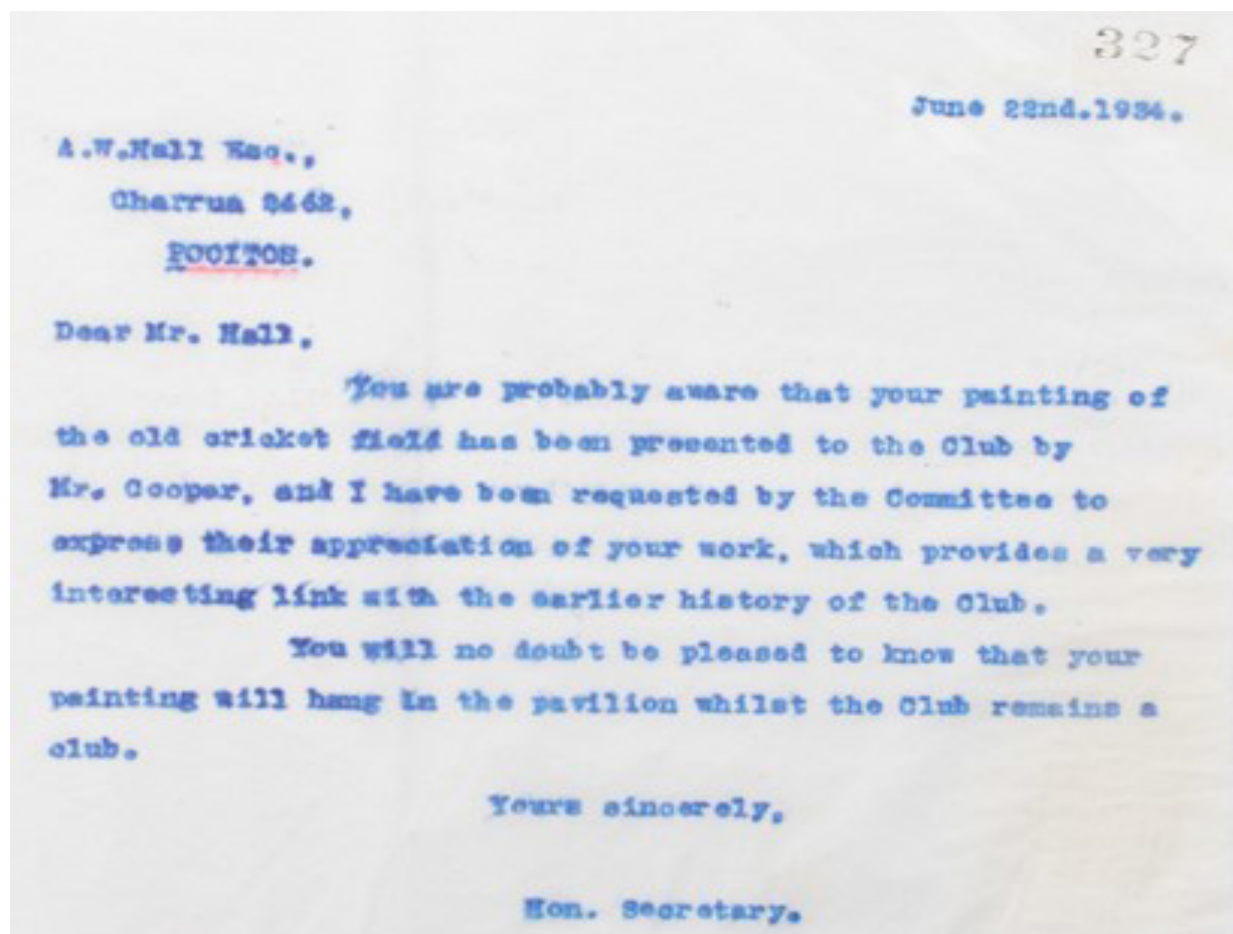 327
June 22nd.1934.
A.W.Hall Esq.,
Charrua 2462,
POCITOS.
Dear Mr. Hall,
You are probably aware that your painting of
the old cricket field has been presented to the Club by
Mr. Cooper, and I have been requested by the Committee to
express their appreciation of your work, which provides a very
interesting link with the earlier history of the Club.
You will no doubt be pleased to know that your
painting will hang in the pavilion whilst the Club remains a
club.
Yours sincerely,
Hon. Secretary.